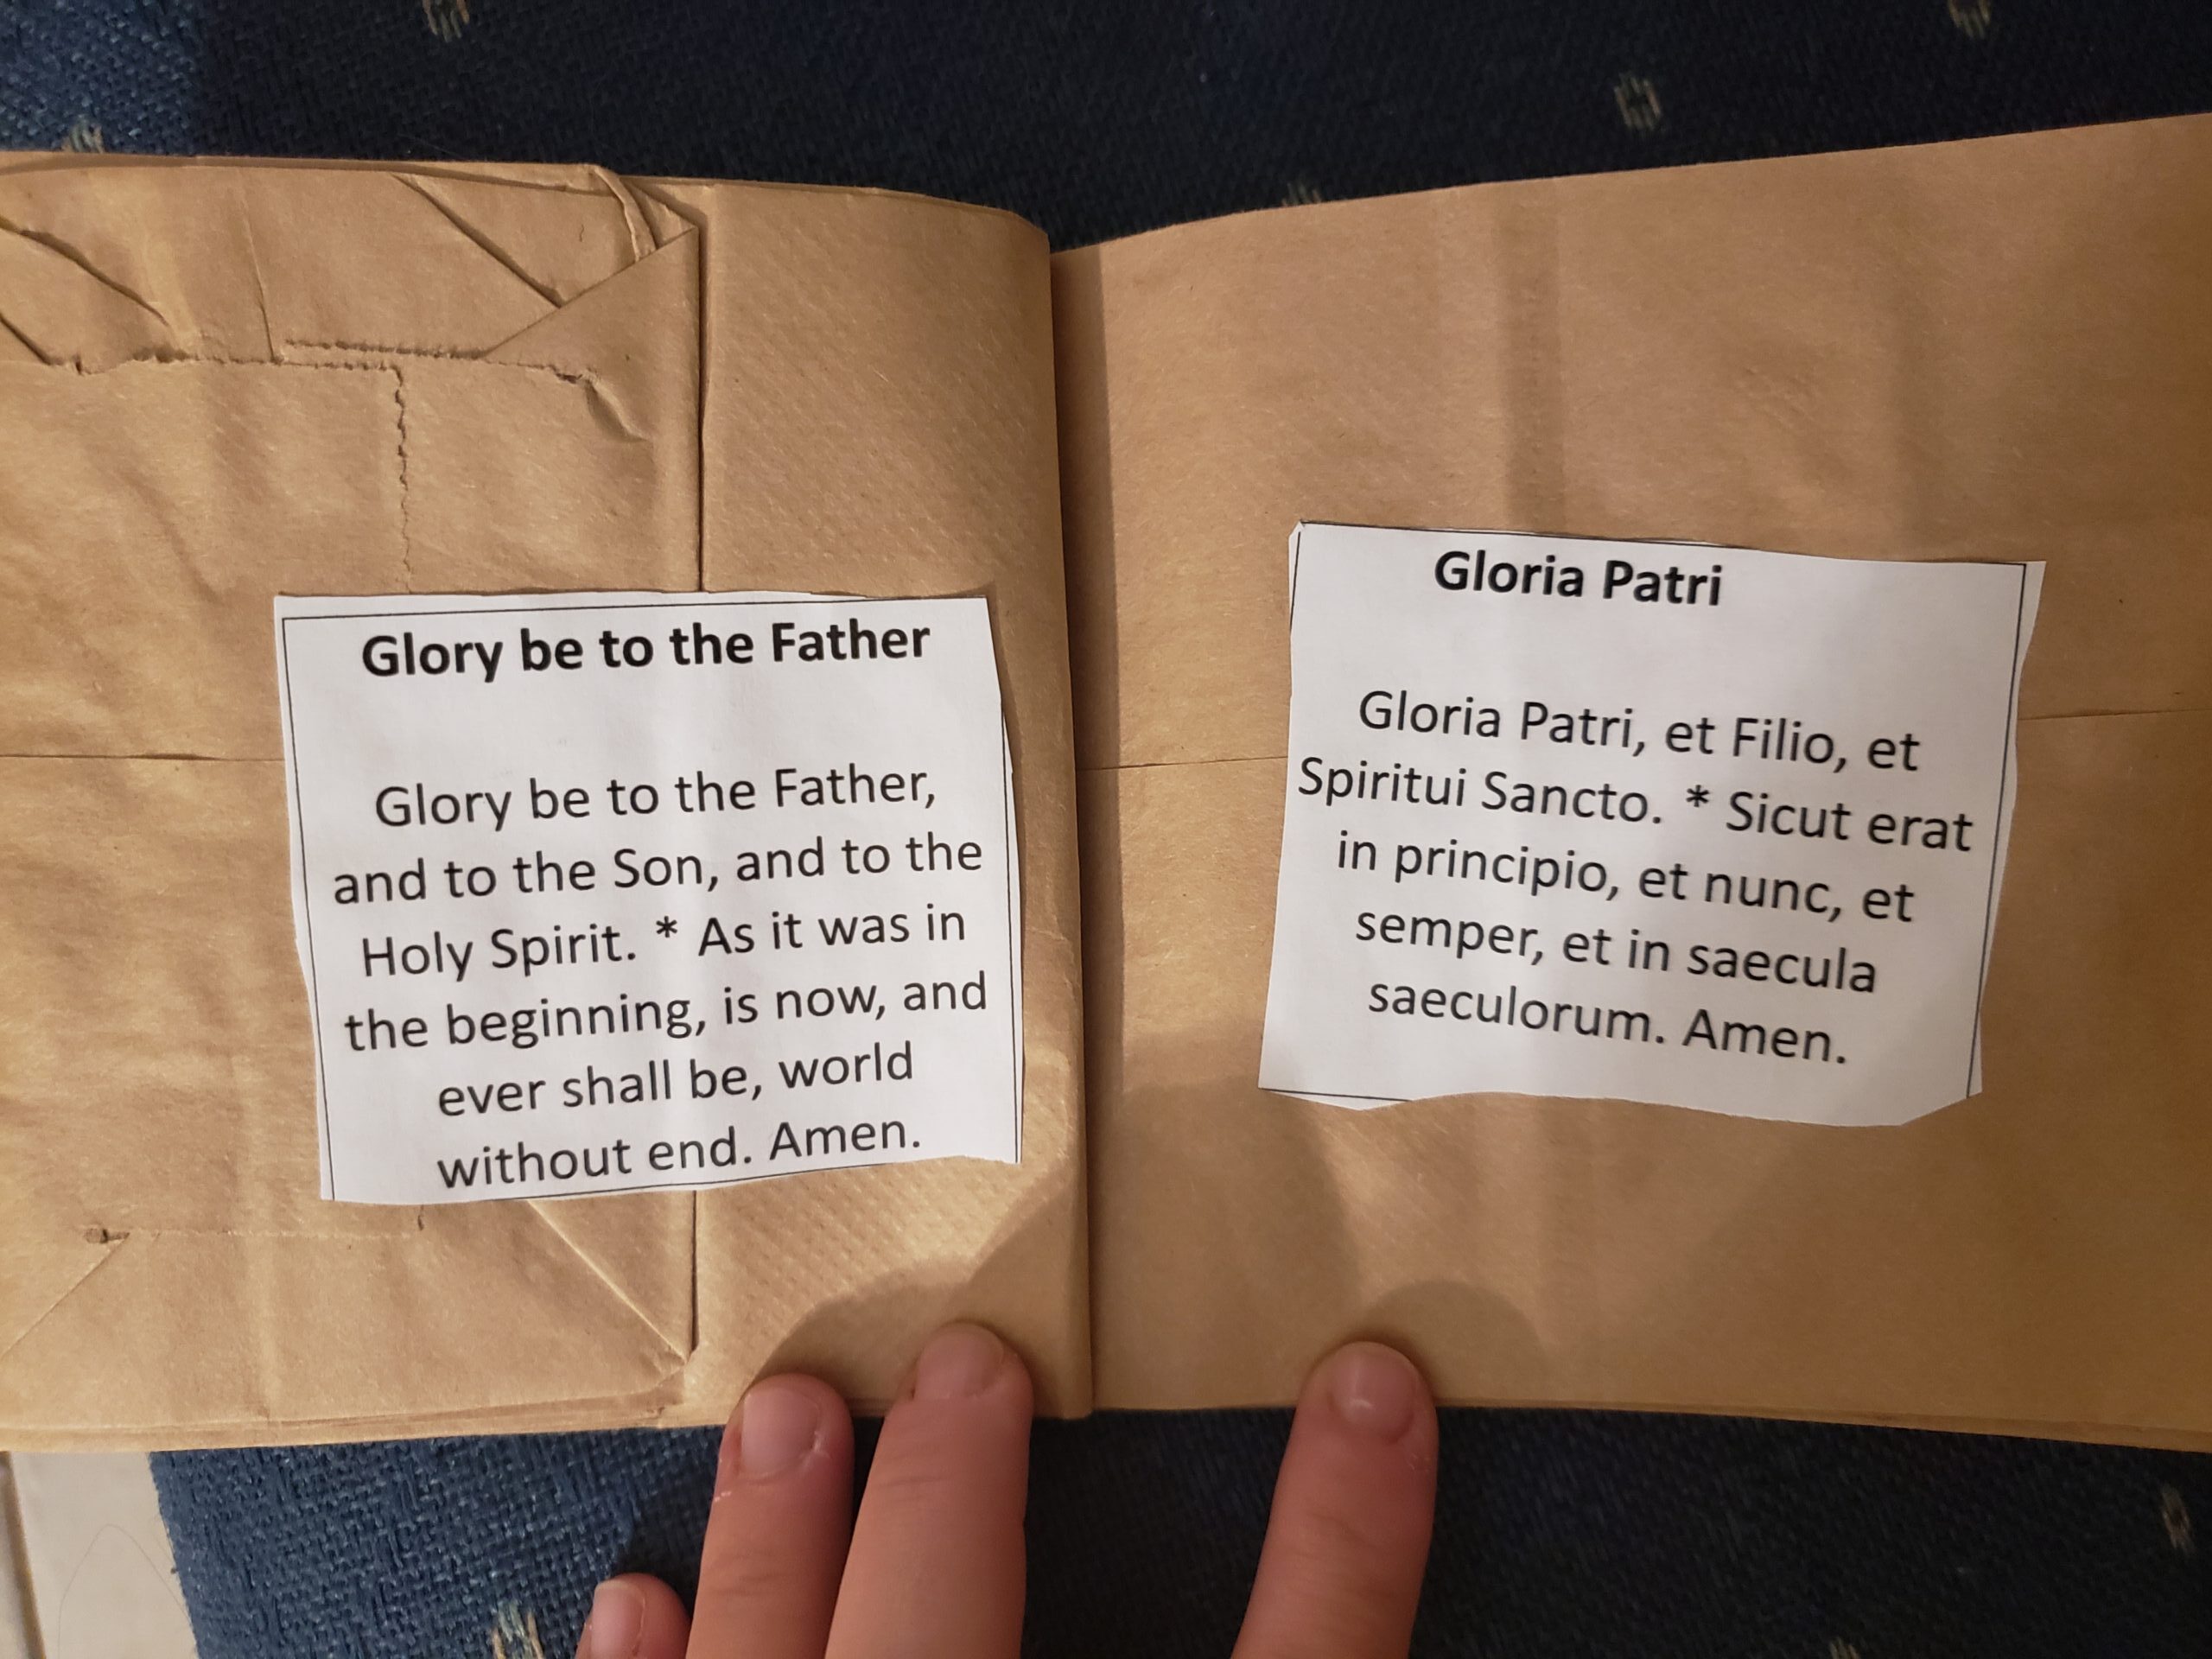 Glory be to the Father
Glory be to the Father,
and to the Son, and to the
Holy Spirit. * As it was in
the beginning, is now, and
ever shall be, world
without end. Amen.
Gloria Patri
Gloria Patri, et Filio, et
Spiritui Sancto. * Sicut erat
in principio, et nunc, et
semper, et in saecula
saeculorum. Amen.